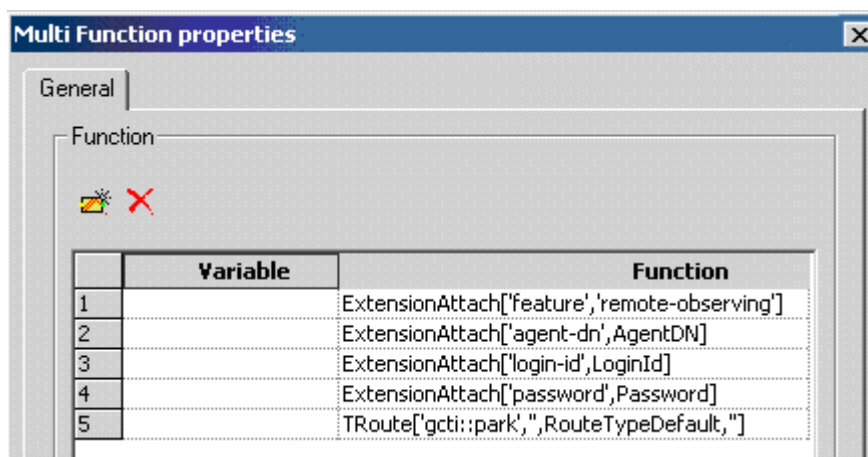 Multi Function properties
General
Function
Variable Function
1 ExtensionAttach['feature','remote-observing']
2 ExtensionAttach['agent-dn',AgentDN]
3 ExtensionAttach['login-id',LoginId]
4 ExtensionAttach['password',Password]
5 TRoute['gcti::park','',RouteTypeDefault,'']